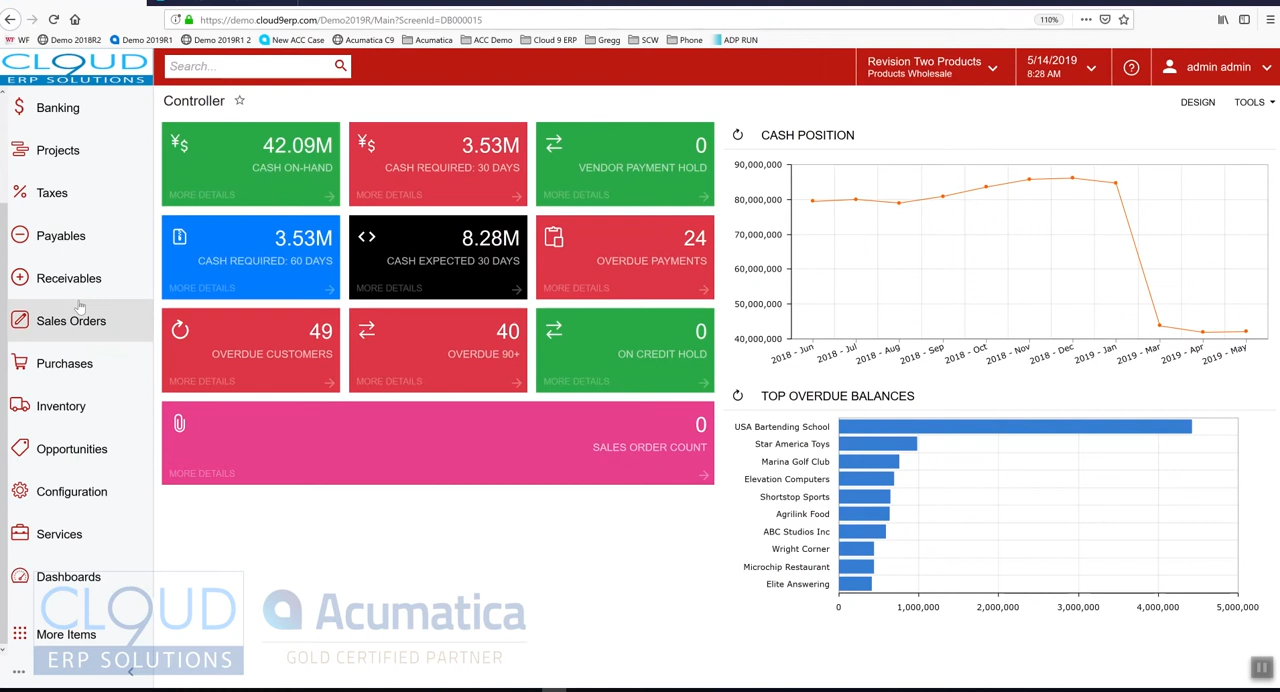 https://demo.cloud9erp.com/Demo2019R/Main?ScreenId=DB000015
110%
WF
Demo 2018R2
Demo 2019R1
Demo 2019R1 2
New ACC Case
Acumatica C9
Acumatica
ACC Demo
Cloud 9 ERP
Gregg
SCW
Phone
ADP RUN
CLOUD9
ERP SOLUTIONS
Search...
Revision Two Products
Products Wholesale
5/14/2019
8:28 AM
admin admin
Banking
Projects
Taxes
Payables
Receivables
Sales Orders
Purchases
Inventory
Opportunities
Configuration
Services
Dashboards
More Items
Controller
DESIGN
TOOLS
42.09M
CASH ON-HAND
MORE DETAILS
3.53M
CASH REQUIRED: 30 DAYS
MORE DETAILS
0
VENDOR PAYMENT HOLD
MORE DETAILS
3.53M
CASH REQUIRED: 60 DAYS
MORE DETAILS
8.28M
CASH EXPECTED 30 DAYS
MORE DETAILS
24
OVERDUE PAYMENTS
MORE DETAILS
49
OVERDUE CUSTOMERS
MORE DETAILS
40
OVERDUE 90+
MORE DETAILS
0
ON CREDIT HOLD
MORE DETAILS
0
SALES ORDER COUNT
MORE DETAILS
CASH POSITION
90,000,000
80,000,000
70,000,000
60,000,000
50,000,000
40,000,000
2018 - Jun
2018 - Jul
2018 - Aug
2018 - Sep
2018 - Oct
2018 - Nov
2018 - Dec
2019 - Jan
2019 - Mar
2019 - Apr
2019 - May
TOP OVERDUE BALANCES
USA Bartending School
Star America Toys
Marina Golf Club
Elevation Computers
Shortstop Sports
Agrilink Food
ABC Studios Inc
Wright Corner
Microchip Restaurant
Elite Answering
0
1,000,000
2,000,000
3,000,000
4,000,000
5,000,000
CLOUD9
ERP SOLUTIONS
Acumatica
GOLD CERTIFIED PARTNER